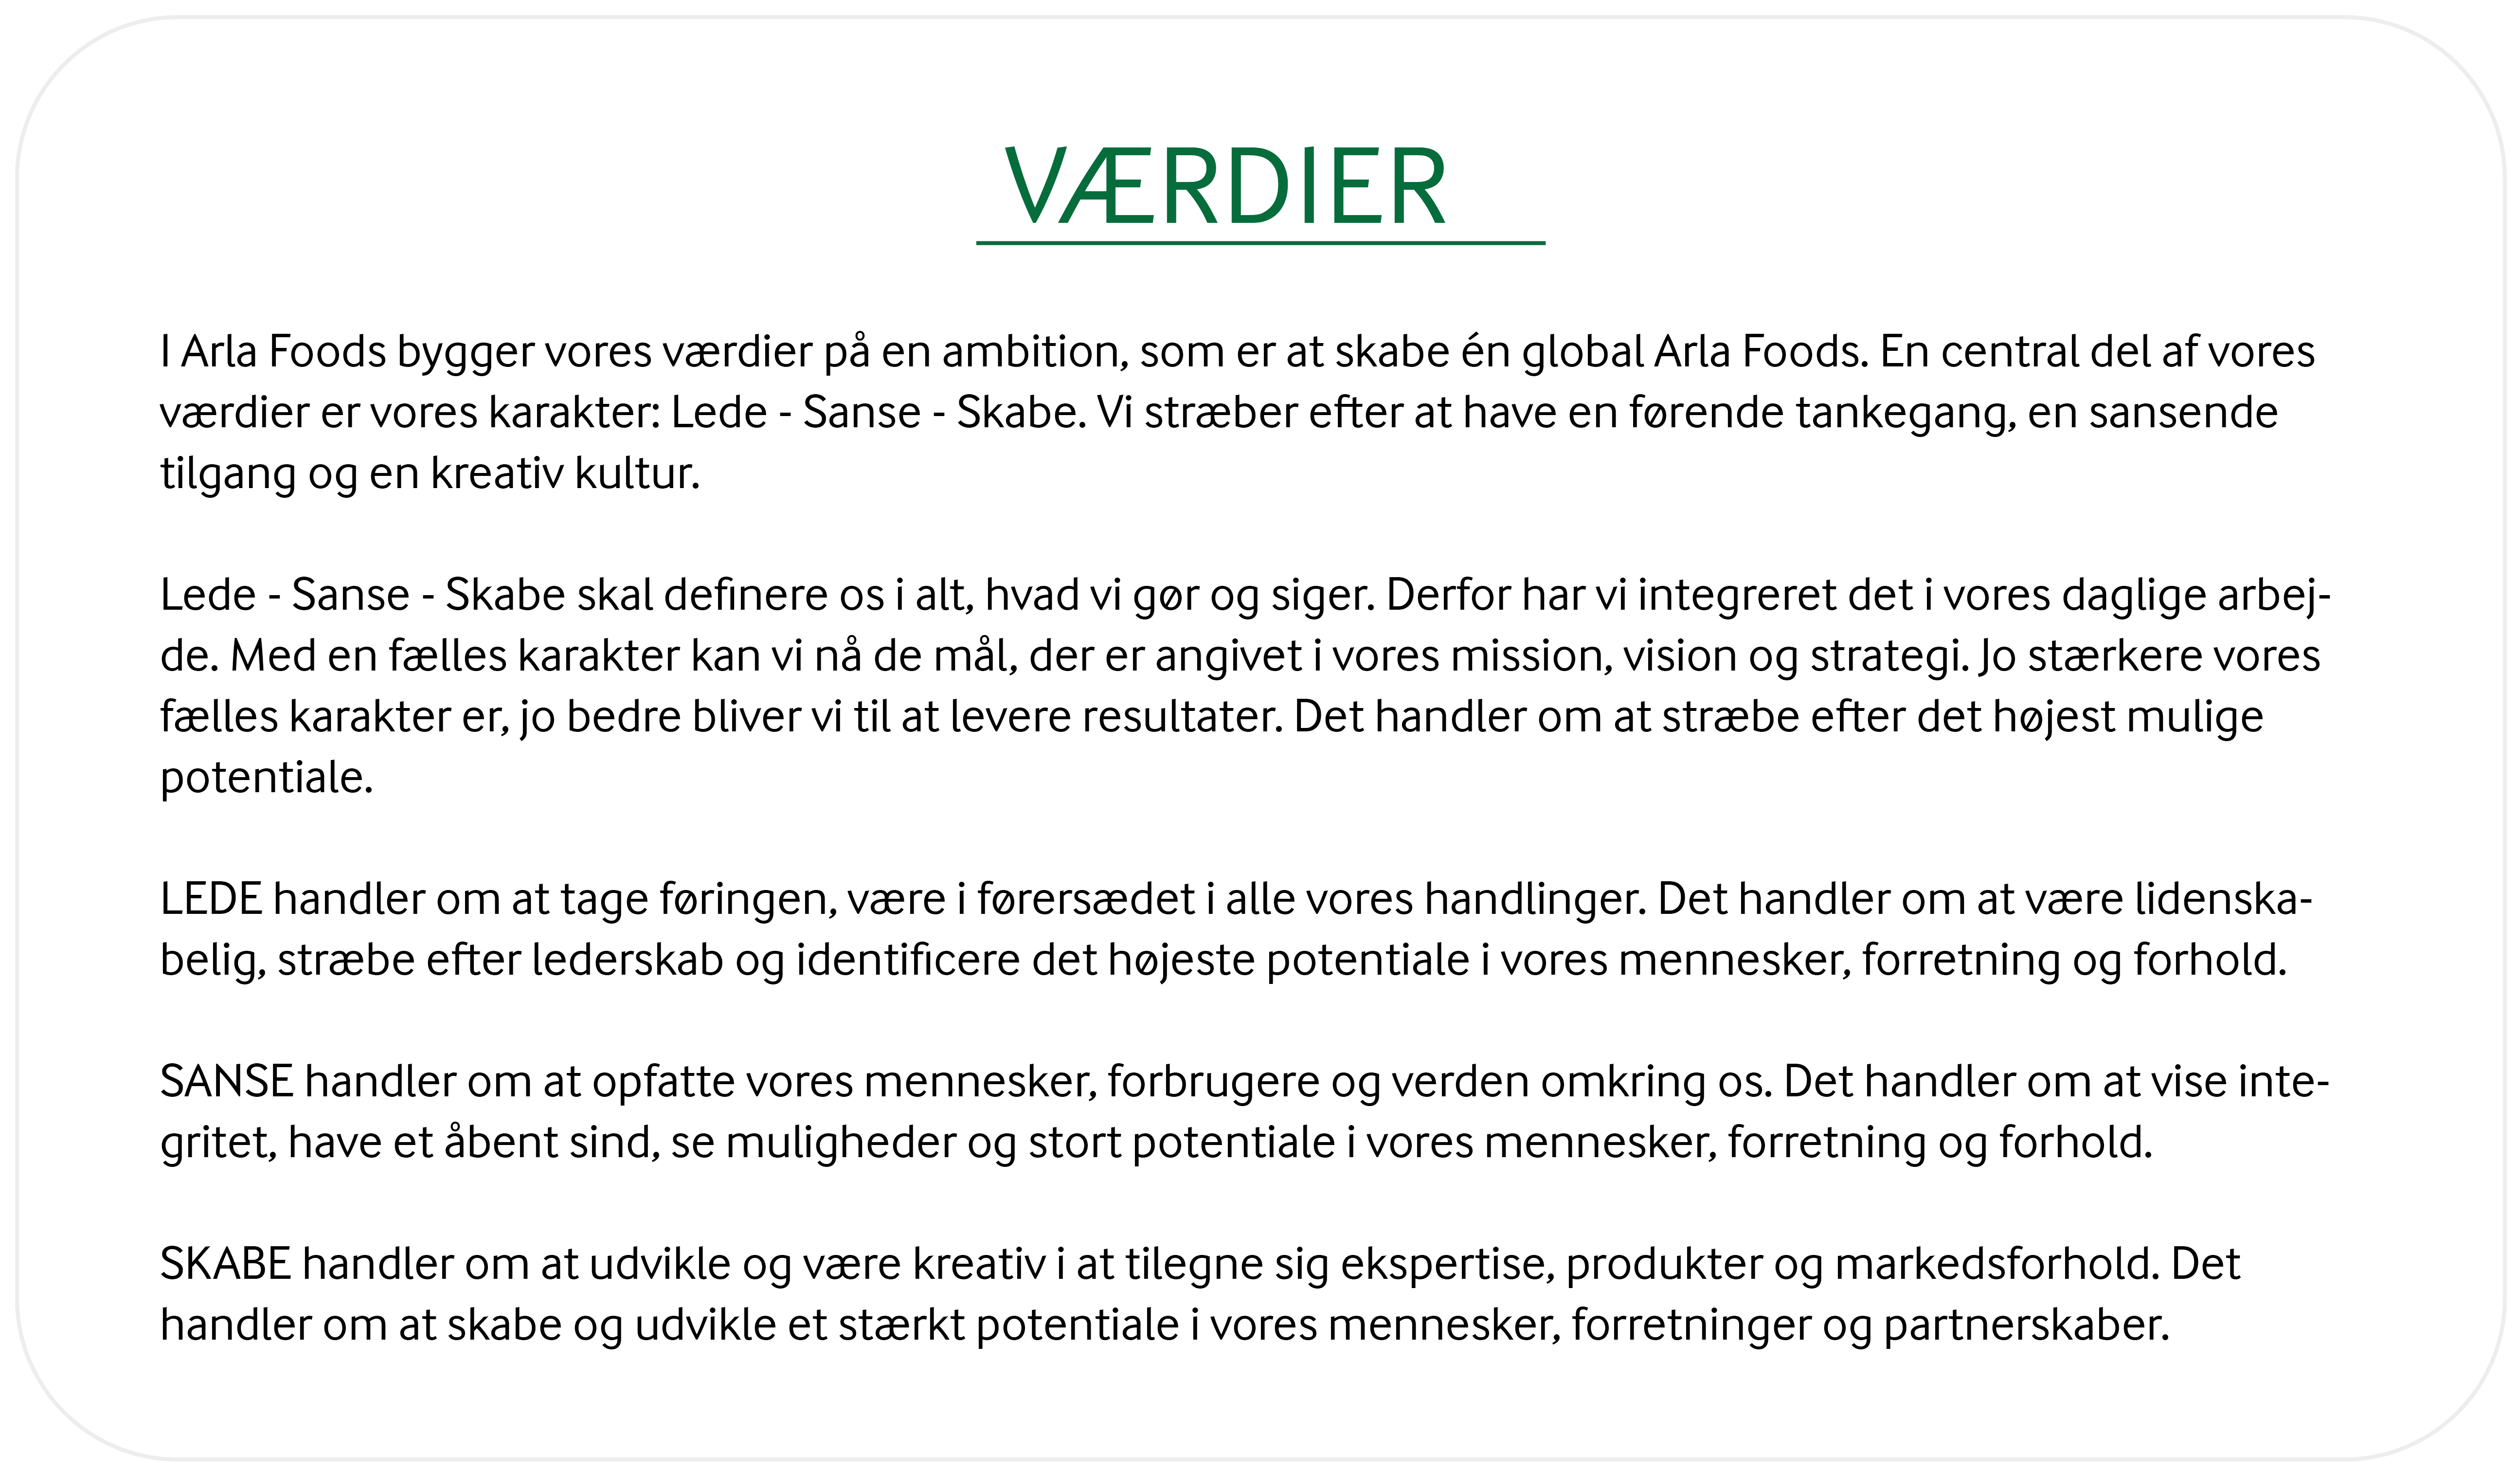 VÆRDIER
I Arla Foods bygger vores værdier på en ambition, som er at skabe én global Arla Foods. En central del af vores
værdier er vores karakter: Lede - Sanse - Skabe. Vi stræber efter at have en førende tankegang, en sansende
tilgang og en kreativ kultur.
Lede - Sanse - Skabe skal definere os i alt, hvad vi gør og siger. Derfor har vi integreret det i vores daglige arbej-
de. Med en fælles karakter kan vi nå de mål, der er angivet i vores mission, vision og strategi. Jo stærkere vores
fælles karakter er, jo bedre bliver vi til at levere resultater. Det handler om at stræbe efter det højest mulige
potentiale.
LEDE handler om at tage føringen, være i førersædet i alle vores handlinger. Det handler om at være lidenska-
belig, stræbe efter lederskab og identificere det højeste potentiale i vores mennesker, forretning og forhold.
SANSE handler om at opfatte vores mennesker, forbrugere og verden omkring os. Det handler om at vise inte-
gritet, have et åbent sind, se muligheder og stort potentiale i vores mennesker, forretning og forhold.
SKABE handler om at udvikle og være kreativ i at tilegne sig ekspertise, produkter og markedsforhold. Det
handler om at skabe og udvikle et stærkt potentiale i vores mennesker, forretninger og partnerskaber.